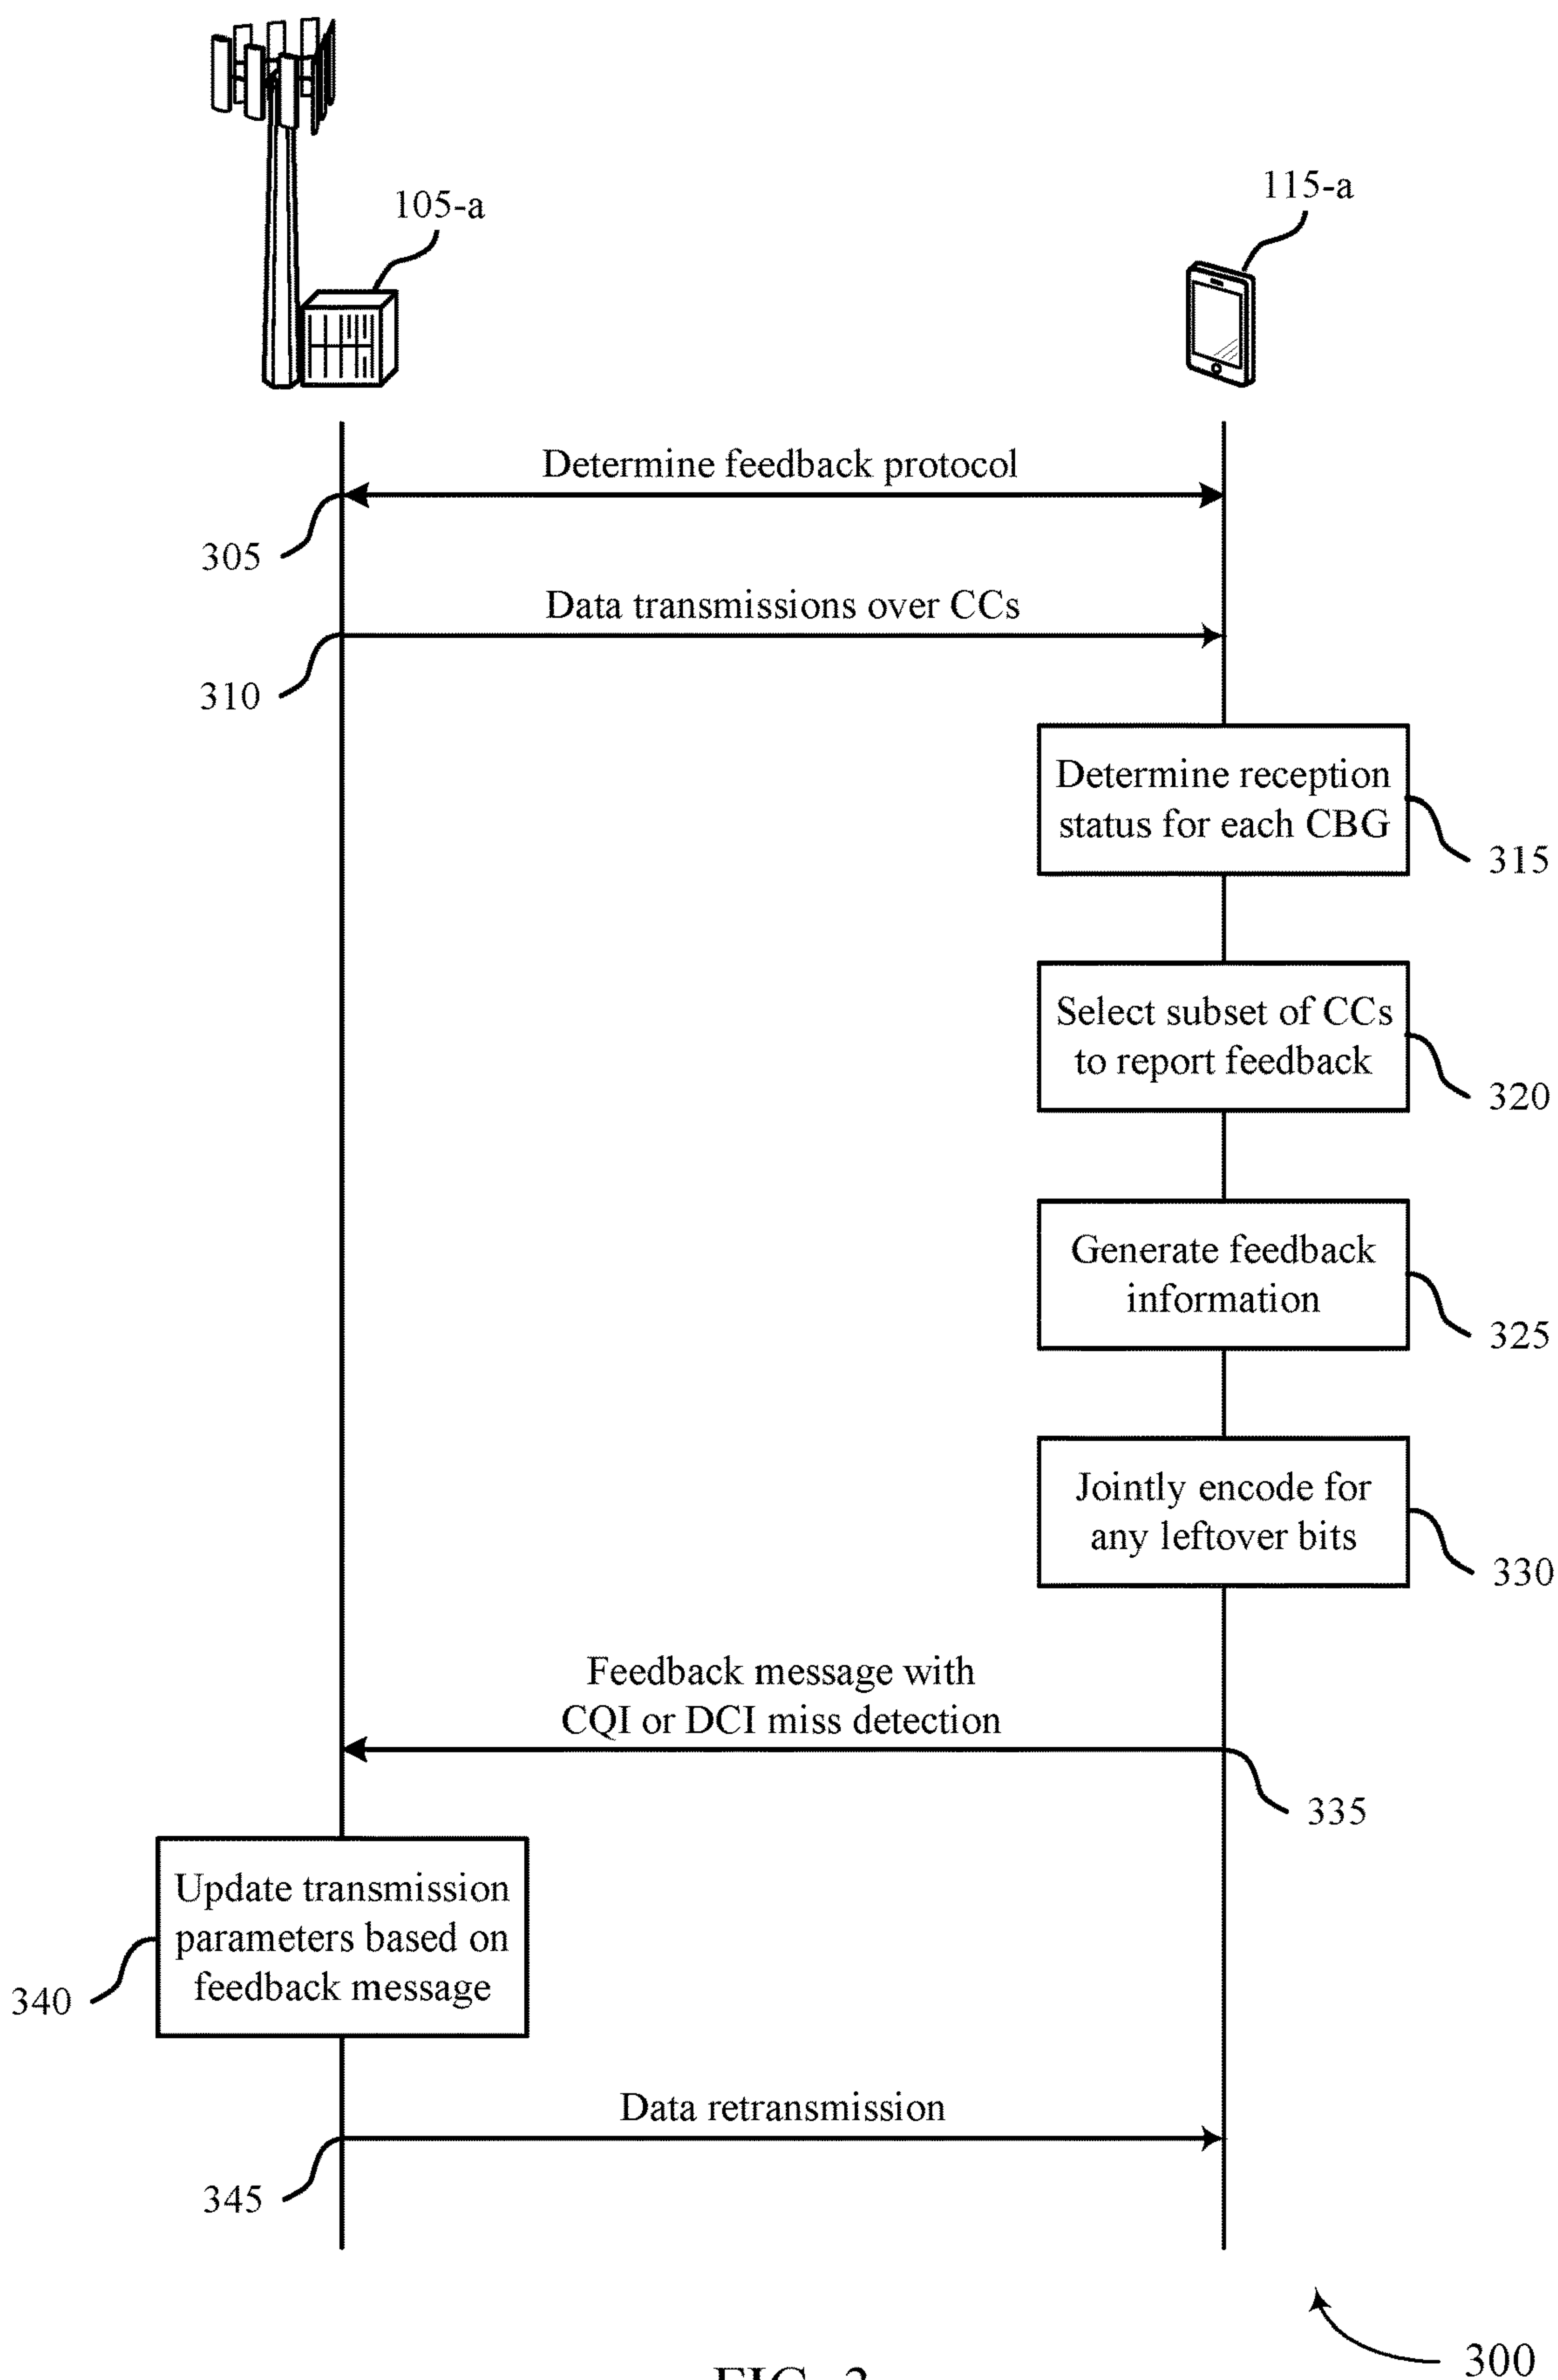 105-a
115-a
Determine feedback protocol
305
Data transmissions over CCs
310
Determine reception
status for each CBG
315
Select subset of CCs
to report feedback
320
Generate feedback
information
325
Jointly encode for
any leftover bits
330
Feedback message with
CQI or DCI miss detection
335
Update transmission
parameters based on
feedback message
340
Data retransmission
345
300